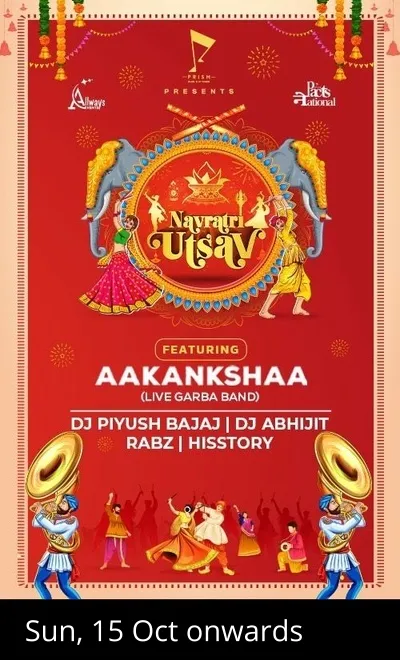 PRISM
PRESENTS
Allways
Pacts
National
Navratri
Utsav
FEATURING
AAKANKSHAA
(LIVE GARBA BAND)
DJ PIYUSH BAJAJ | DJ ABHIJIT
RABZ | HISSTORY
Sun, 15 Oct onwards